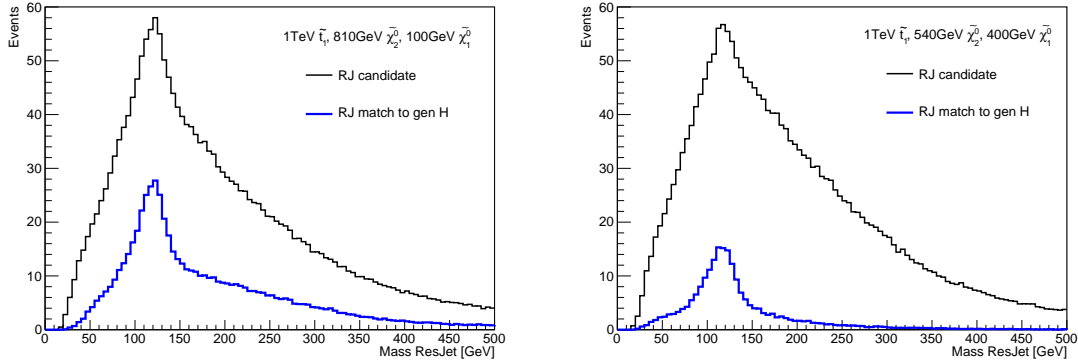 Events
60
50
40
30
20
10
0
1TeV t̃₁, 810GeV χ̃⁰₂, 100GeV χ̃⁰₁
RJ candidate
RJ match to gen H
0 50 100 150 200 250 300 350 400 450 500
Mass ResJet [GeV]
Events
60
50
40
30
20
10
0
1TeV t̃₁, 540GeV χ̃⁰₂, 400GeV χ̃⁰₁
RJ candidate
RJ match to gen H
0 50 100 150 200 250 300 350 400 450 500
Mass ResJet [GeV]